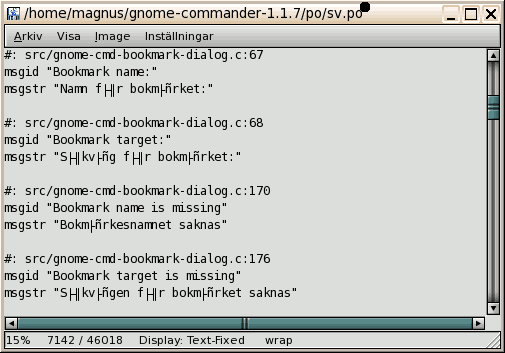 /home/magnus/gnome-commander-1.1.7/po/sv.po
Arkiv Visa Image Inställningar
#: src/gnome-cmd-bookmark-dialog.c:67
msgid "Bookmark name:"
msgstr "Namn f├╢r bokm├ñrket:"
#: src/gnome-cmd-bookmark-dialog.c:68
msgid "Bookmark target:"
msgstr "S├╢kv├ñg f├╢r bokm├ñrket:"
#: src/gnome-cmd-bookmark-dialog.c:170
msgid "Bookmark name is missing"
msgstr "Bokm├ñrkesnamnet saknas"
#: src/gnome-cmd-bookmark-dialog.c:176
msgid "Bookmark target is missing"
msgstr "S├╢kv├ñgen f├╢r bokm├ñrket saknas"
15% 7142 / 46018 Display: Text-Fixed wrap